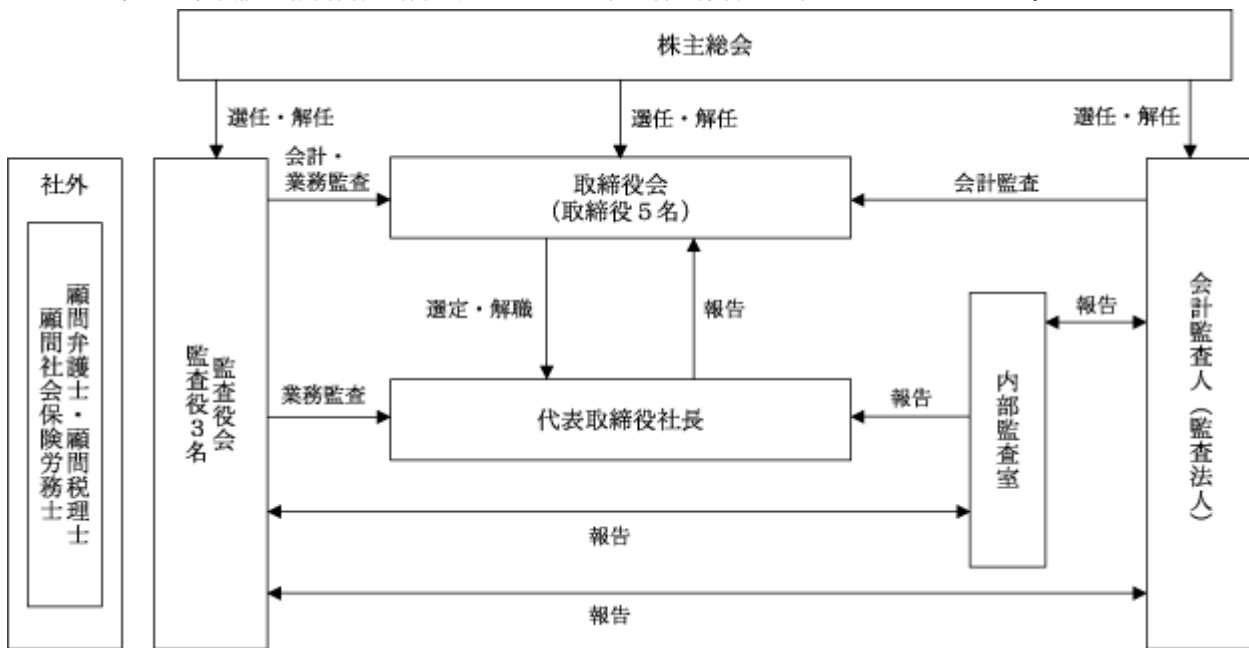 株主総会
選任・解任
選任・解任
選任・解任
社外
顧問弁護士・顧問税理士
顧問社会保険労務士
監査役会
監査役3名
会計・
業務監査
取締役会
(取締役5名)
会計監査
選定・解職
報告
業務監査
代表取締役社長
報告
内部監査室
報告
会計監査人(監査法人)
報告
報告